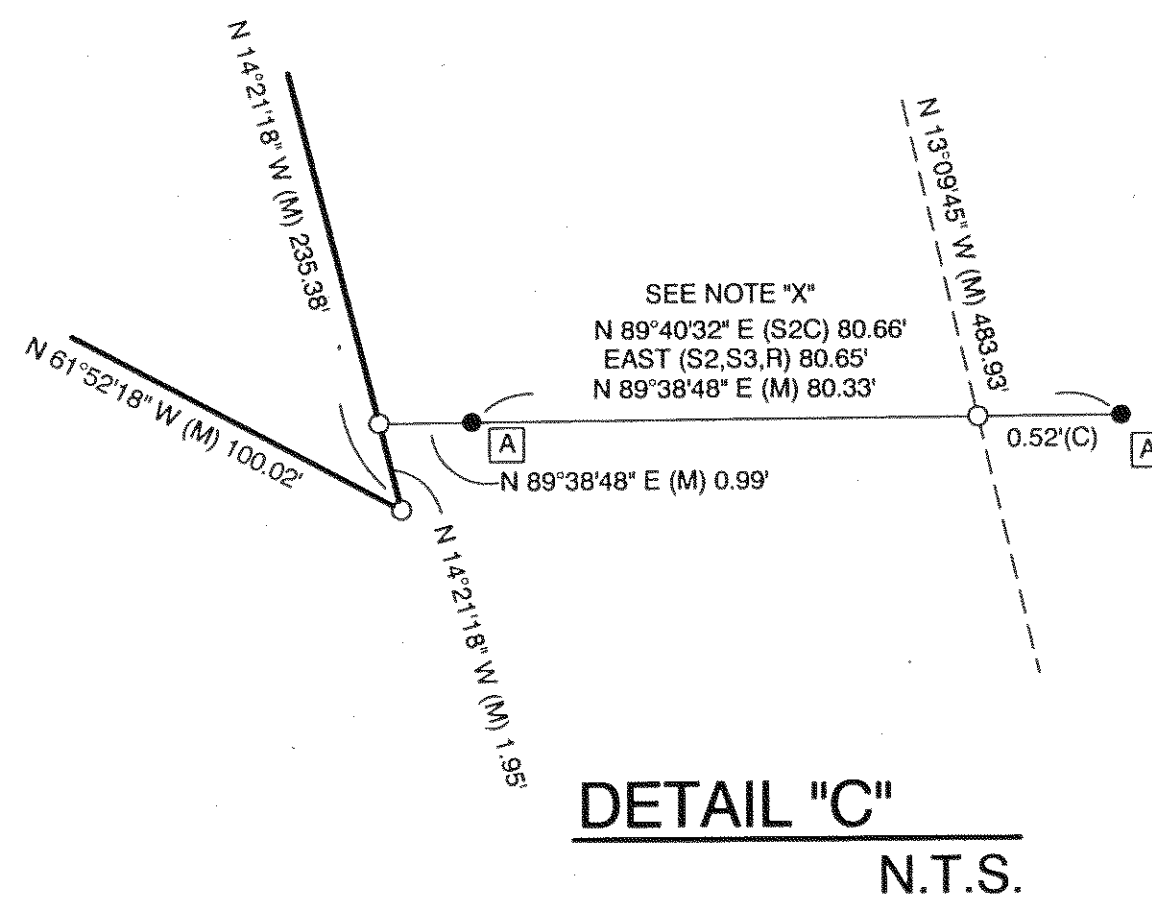 N 14°21'18" W (M) 235.38'
N 61°52'18" W (M) 100.02'
SEE NOTE "X"
N 89°40'32" E (S2C) 80.66'
EAST (S2,S3,R) 80.65'
N 89°38'48" E (M) 80.33'
N 13°09'45" W (M) 483.93'
A
N 89°38'48" E (M) 0.99'
0.52'(C)
A
N 14°21'18" W (M) 1.95'
DETAIL "C"
N.T.S.